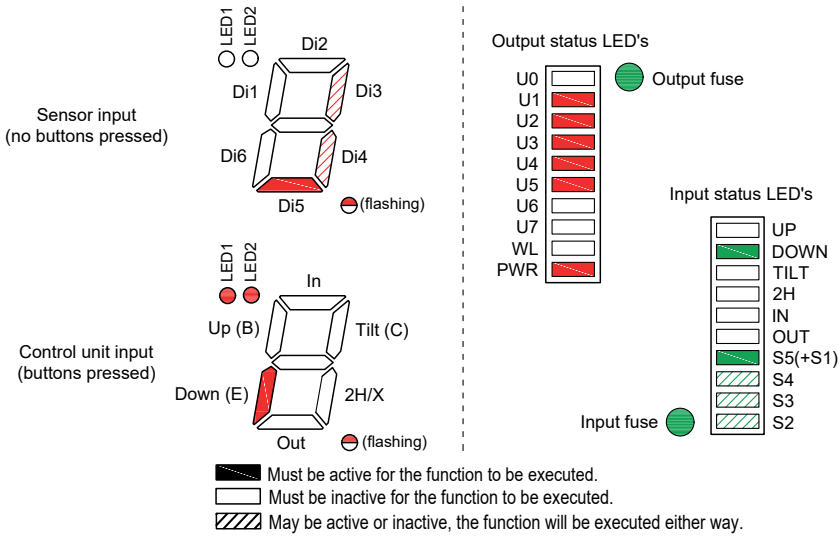 LED1
LED2
Di2
Di1
Di3
Sensor input
(no buttons pressed)
Di6
Di4
Di5
(flashing)
LED1
LED2
In
Up (B)
Tilt (C)
Control unit input
(buttons pressed)
Down (E)
2H/X
Out
(flashing)
Output status LED's
U0
Output fuse
U1
U2
U3
U4
U5
U6
U7
WL
PWR
Input status LED's
UP
DOWN
TILT
2H
IN
OUT
S5(+S1)
S4
S3
Input fuse
S2
Must be active for the function to be executed.
Must be inactive for the function to be executed.
May be active or inactive, the function will be executed either way.